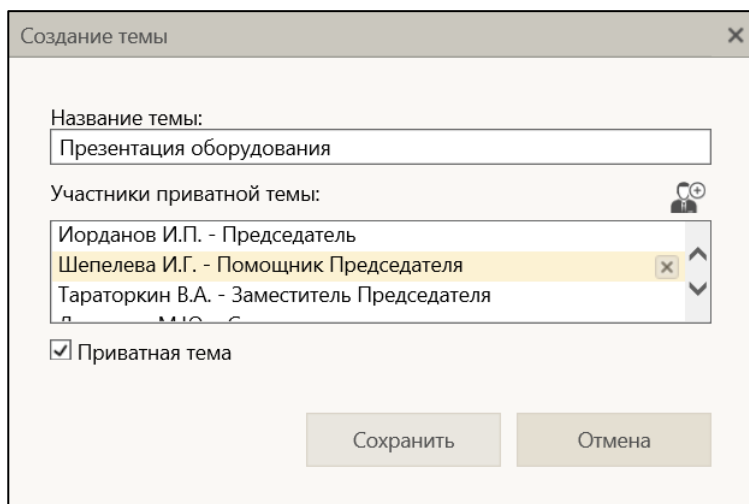 Создание темы
Название темы:
Презентация оборудования
Участники приватной темы:
Иорданов И.П. - Председатель
Шепелева И.Г. - Помощник Председателя
Тараторкин В.А. - Заместитель Председателя
Приватная тема
Сохранить
Отмена